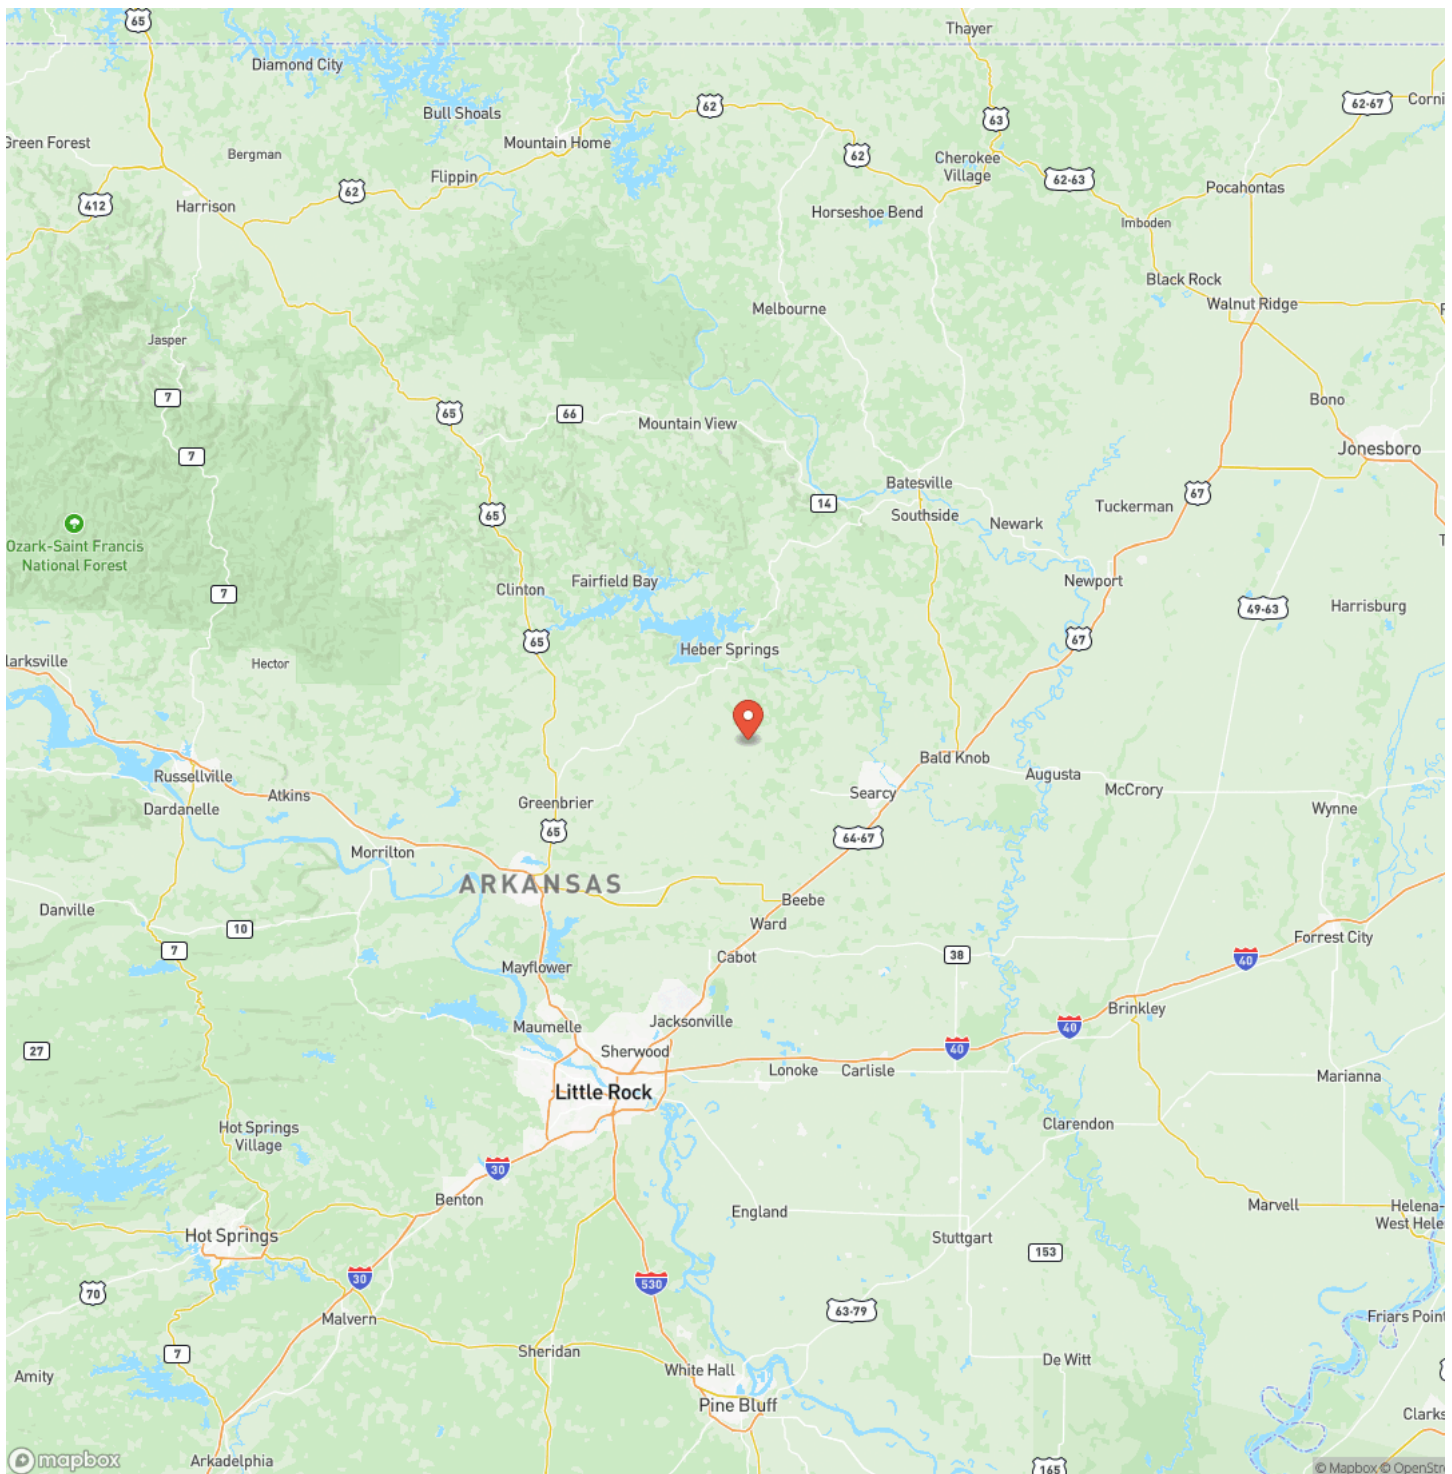 65
Thayer
Diamond City
62
62-67
Corni
Bull Shoals
63
Green Forest
Mountain Home
Bergman
62
Cherokee
Village
Flippin
62
62-63
Pocahontas
412
Harrison
Horseshoe Bend
Imboden
Black Rock
Melbourne
Walnut Ridge
Jasper
7
Bono
65
66
Mountain View
Jonesboro
7
Batesville
67
14
Tuckerman
65
Southside
Newark
Ozark-Saint Francis
National Forest
Clinton
Fairfield Bay
Newport
7
49-63
Harrisburg
65
67
Heber Springs
larksville
Hector
Bald Knob
Russellville
Augusta
McCrory
Searcy
Atkins
Greenbrier
Dardanelle
Wynne
65
64-67
Morrilton
ARKANSAS
Beebe
Danville
Ward
10
Forrest City
7
Cabot
38
40
Mayflower
Brinkley
Jacksonville
Maumelle
40
27
Sherwood
40
Lonoke
Carlisle
Marianna
Little Rock
Hot Springs
Village
Clarendon
30
Benton
England
Marvell
Helena-
West Hele
Hot Springs
Stuttgart
153
30
530
70
63-79
Malvern
Friars Point
Sheridan
7
De Witt
White Hall
Amity
Pine Bluff
Clarks
mapbox
Arkadelphia
165
© Mapbox © OpenStr